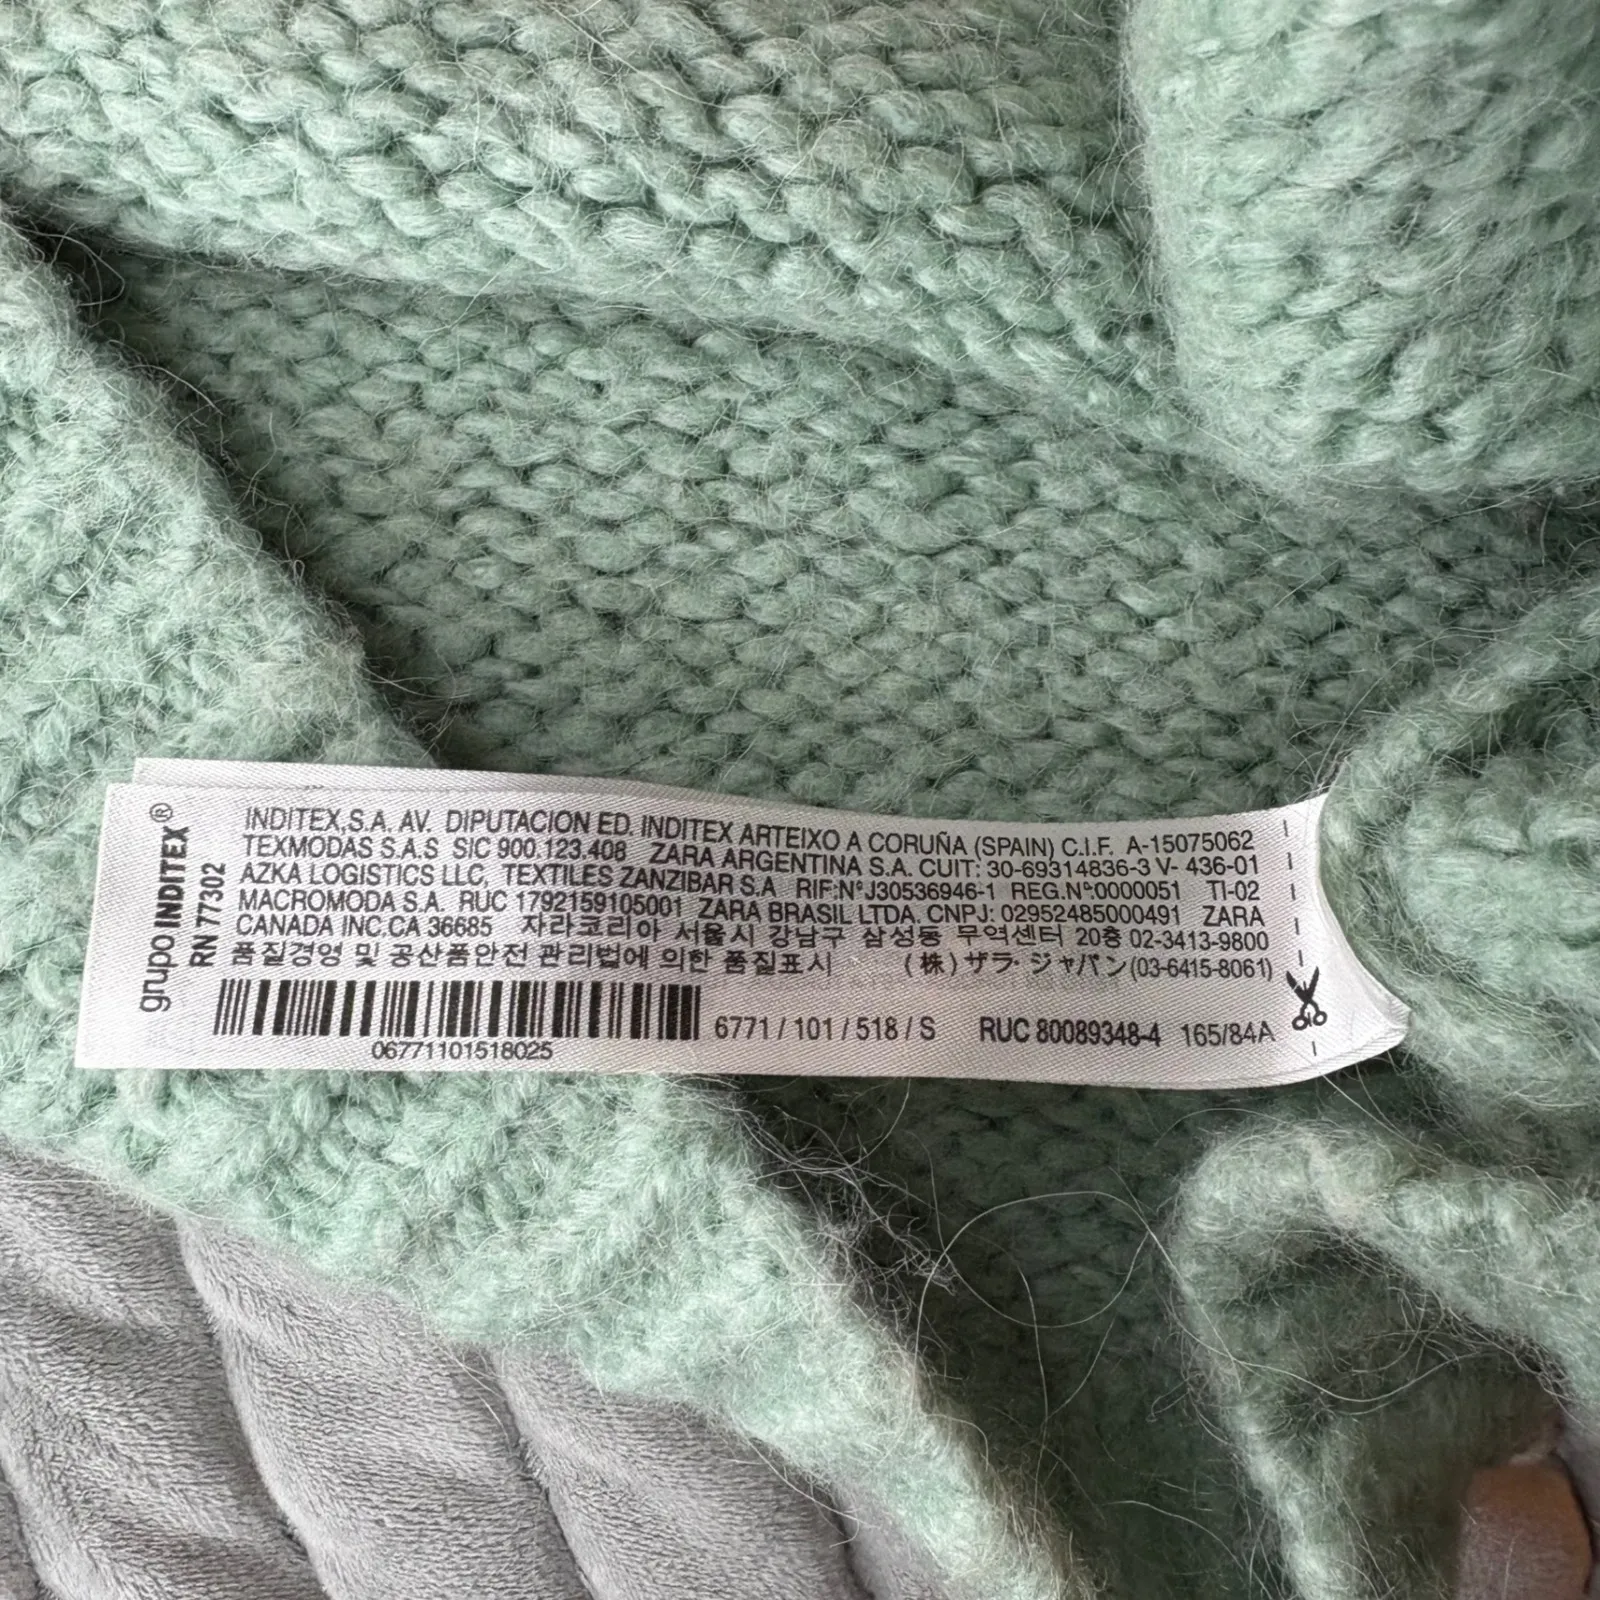 grupo INDITEX®
RN 77302
INDITEX,S.A. AV. DIPUTACION ED. INDITEX ARTEIXO A CORUÑA (SPAIN) C.I.F. A-15075062
TEXMODAS S.A.S SIC 900.123.408 ZARA ARGENTINA S.A. CUIT: 30-69314836-3 V- 436-01
AZKA LOGISTICS LLC, TEXTILES ZANZIBAR S.A RIF:Nº J30536946-1 REG.Nº:0000051 TI-02
MACROMODA S.A. RUC 1792159105001 ZARA BRASIL LTDA. CNPJ: 02952485000491 ZARA
CANADA INC.CA 36685 자라코리아 서울시 강남구 삼성동 무역센터 20층 02-3413-9800
품질경영 및 공산품안전 관리법에 의한 품질표시 (株)ザラ・ジャパン(03-6415-8061)
6771 / 101 / 518 / S RUC 80089348-4 165/84A
06771101518025